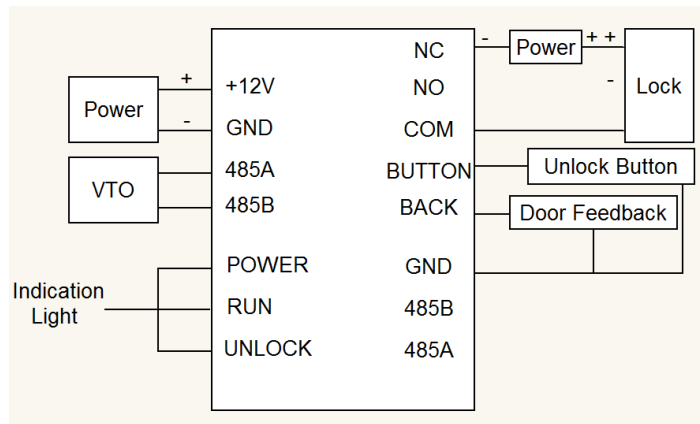 NC
-
Power
+ +
Lock
-
NO
COM
+
Power
-
+12V
GND
VTO
485A
485B
BUTTON
Unlock Button
BACK
Door Feedback
GND
485B
485A
Indication
Light
POWER
RUN
UNLOCK